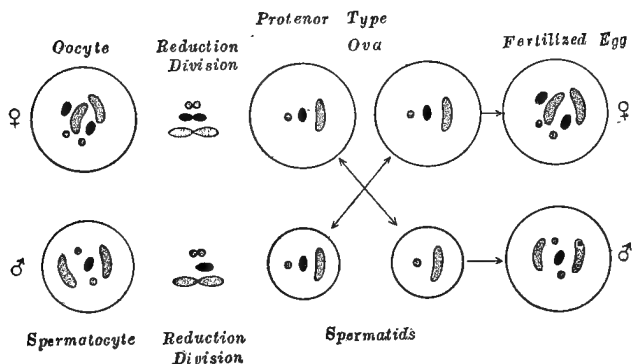 Protenor Type
Oocyte Reduction Division Ova Fertilized Egg
♀ ♀
♂ ♂
Spermatocyte Reduction Division Spermatids